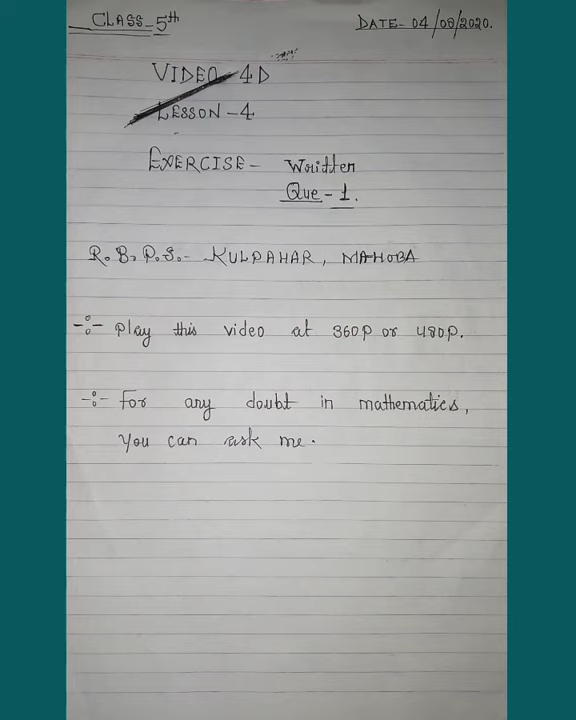 CLASS-5th
DATE- 04/08/2020.
VIDEO-4D
LESSON-4
EXERCISE- Written
Que-1.
R.B.P.S.- KULPAHAR, MAHOBA
-:- Play this video at 360P or 480P.
-:- For any doubt in mathematics,
You can ask me.